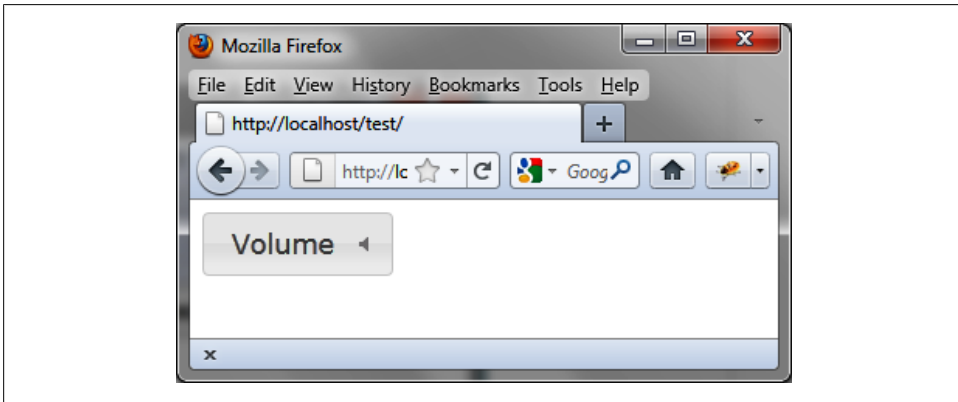 Mozilla Firefox
File Edit View History Bookmarks Tools Help
http://localhost/test/
http://lc Goog
Volume